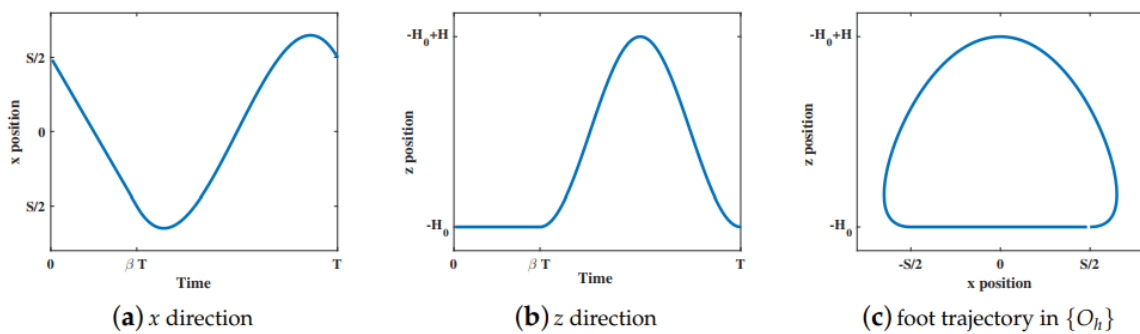 x position
S/2
0
S/2
0
β T
T
Time
(a) x direction
z position
-H0+H
-H0
0
β T
T
Time
(b) z direction
z position
-H0+H
-H0
-S/2
0
S/2
x position
(c) foot trajectory in {Oh}